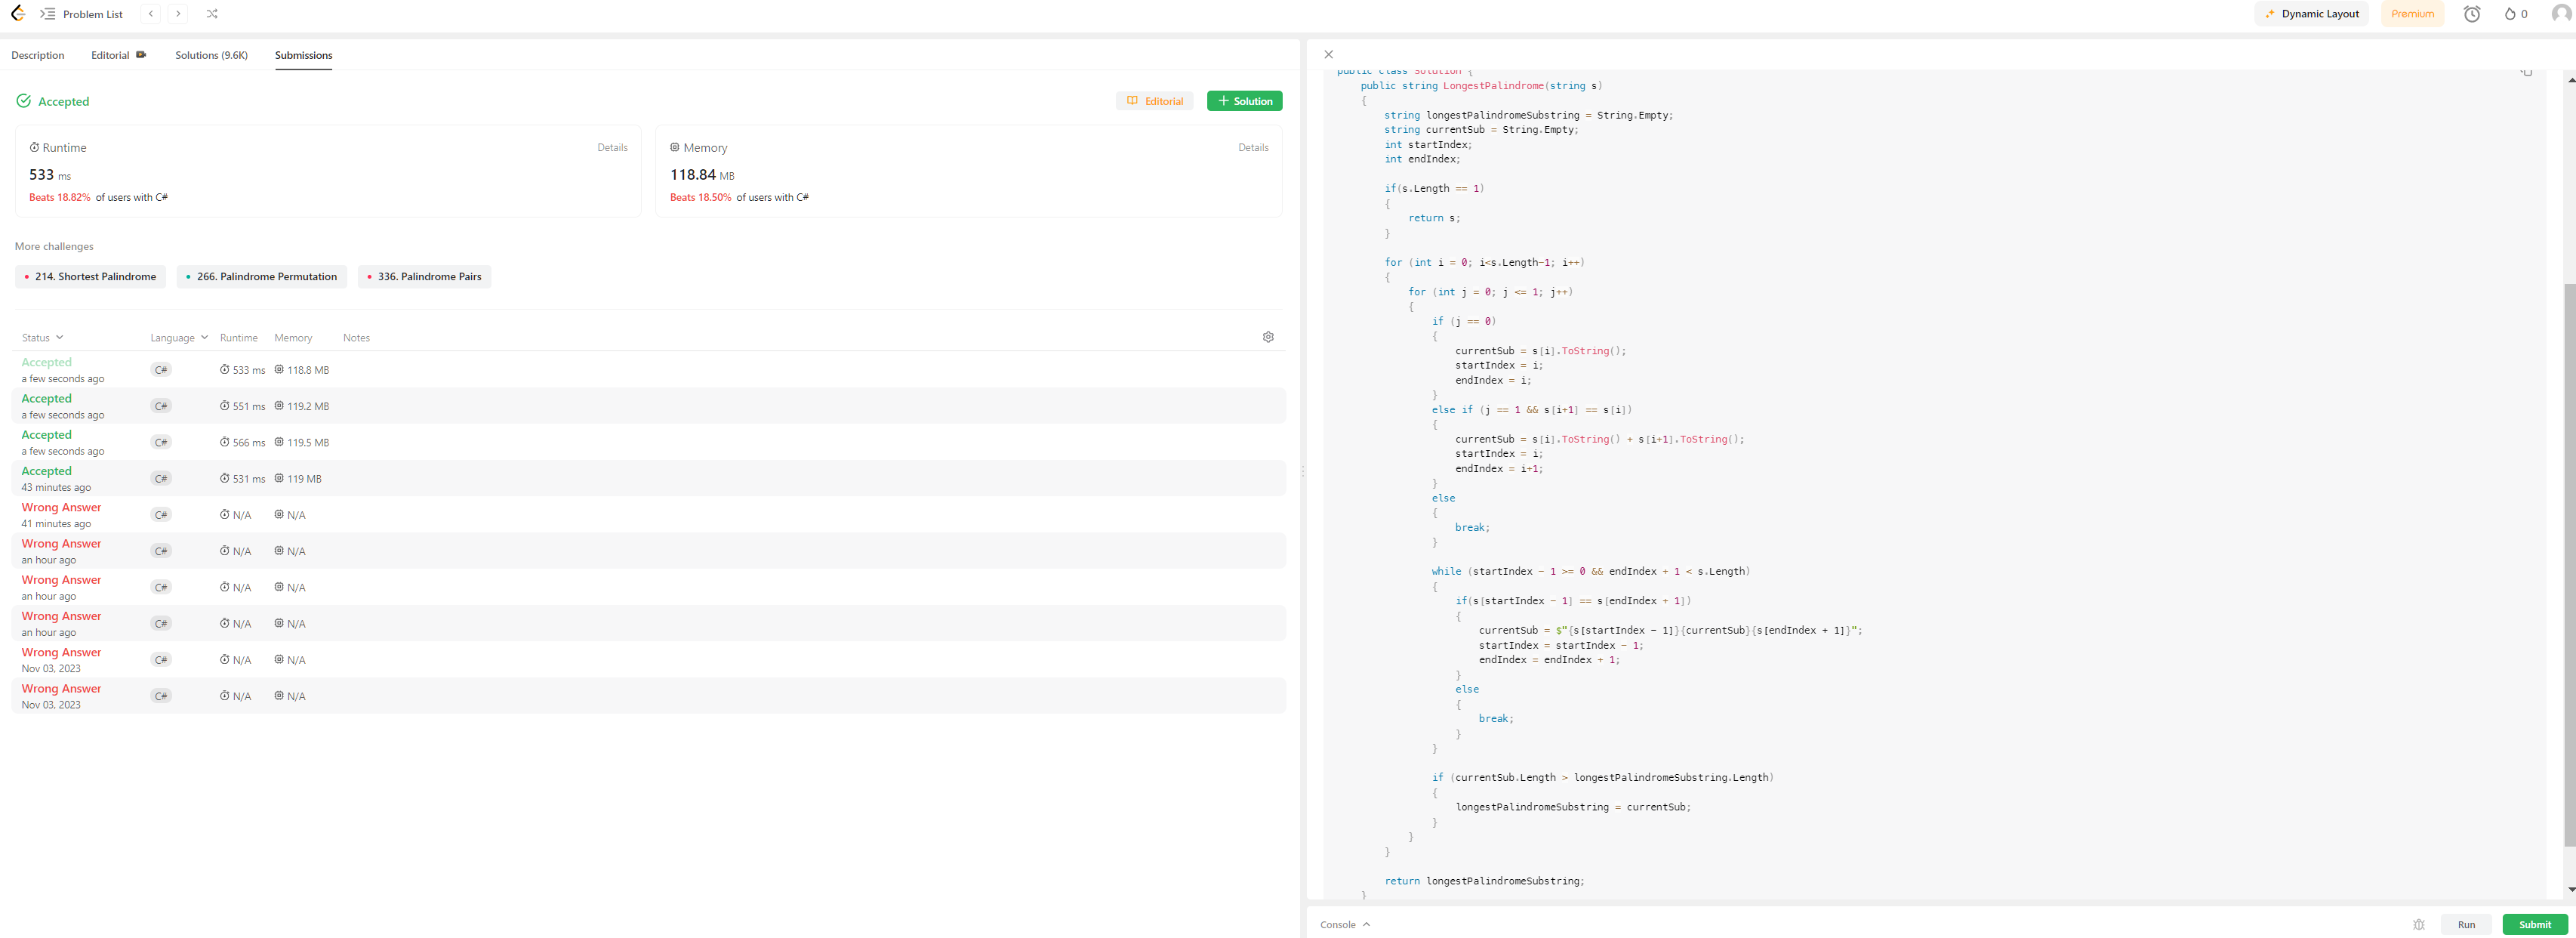 Problem List
Dynamic Layout
Premium
0
Description
Editorial
Solutions (9.6K)
Submissions
Accepted
Editorial
+ Solution
Runtime
Details
533 ms
Beats 18.82% of users with C#
Memory
Details
118.84 MB
Beats 18.50% of users with C#
More challenges
214. Shortest Palindrome
266. Palindrome Permutation
336. Palindrome Pairs
Status Language Runtime Memory Notes
Accepted
a few seconds ago
C# 533 ms 118.8 MB
Accepted
a few seconds ago
C# 551 ms 119.2 MB
Accepted
a few seconds ago
C# 566 ms 119.5 MB
Accepted
43 minutes ago
C# 531 ms 119 MB
Wrong Answer
41 minutes ago
C# N/A N/A
Wrong Answer
an hour ago
C# N/A N/A
Wrong Answer
an hour ago
C# N/A N/A
Wrong Answer
an hour ago
C# N/A N/A
Wrong Answer
Nov 03, 2023
C# N/A N/A
Wrong Answer
Nov 03, 2023
C# N/A N/A
public class Solution {
public string LongestPalindrome(string s)
{
string longestPalindromeSubstring = String.Empty;
string currentSub = String.Empty;
int startIndex;
int endIndex;
if(s.Length == 1)
{
return s;
}
for (int i = 0; i<s.Length-1; i++)
{
for (int j = 0; j <= 1; j++)
{
if (j == 0)
{
currentSub = s[i].ToString();
startIndex = i;
endIndex = i;
}
else if (j == 1 && s[i+1] == s[i])
{
currentSub = s[i].ToString() + s[i+1].ToString();
startIndex = i;
endIndex = i+1;
}
else
{
break;
}
while (startIndex - 1 >= 0 && endIndex + 1 < s.Length)
{
if(s[startIndex - 1] == s[endIndex + 1])
{
currentSub = $"{s[startIndex - 1]}{currentSub}{s[endIndex + 1]}";
startIndex = startIndex - 1;
endIndex = endIndex + 1;
}
else
{
break;
}
}
if (currentSub.Length > longestPalindromeSubstring.Length)
{
longestPalindromeSubstring = currentSub;
}
}
}
return longestPalindromeSubstring;
}
Console
Run
Submit